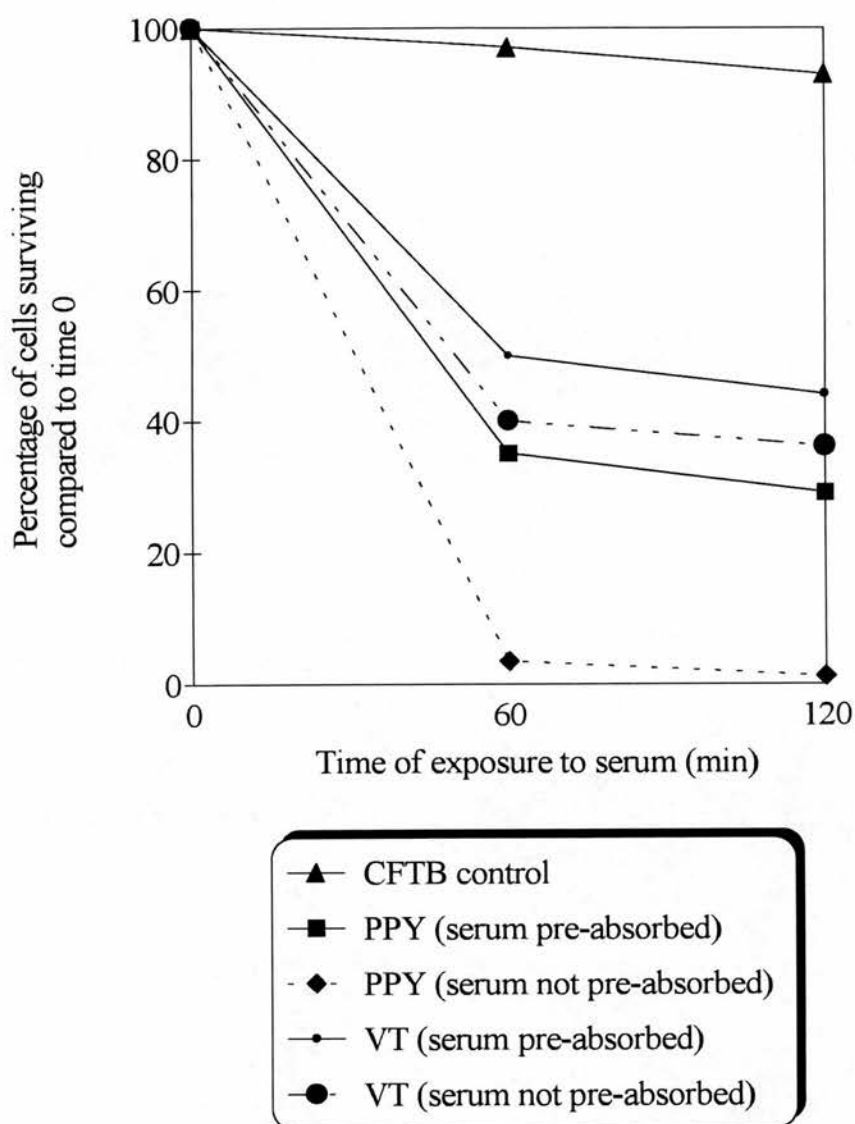 100
80
60
40
20
0
Percentage of cells surviving
compared to time 0
0 60 120
Time of exposure to serum (min)
CFTB control
PPY (serum pre-absorbed)
PPY (serum not pre-absorbed)
VT (serum pre-absorbed)
VT (serum not pre-absorbed)